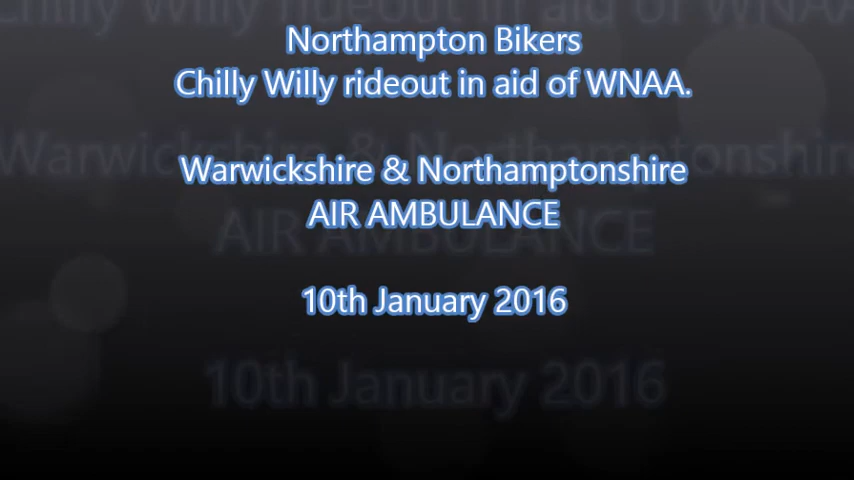 Northampton Bikers
Chilly Willy rideout in aid of WNAA.
Warwickshire & Northamptonshire
AIR AMBULANCE
10th January 2016